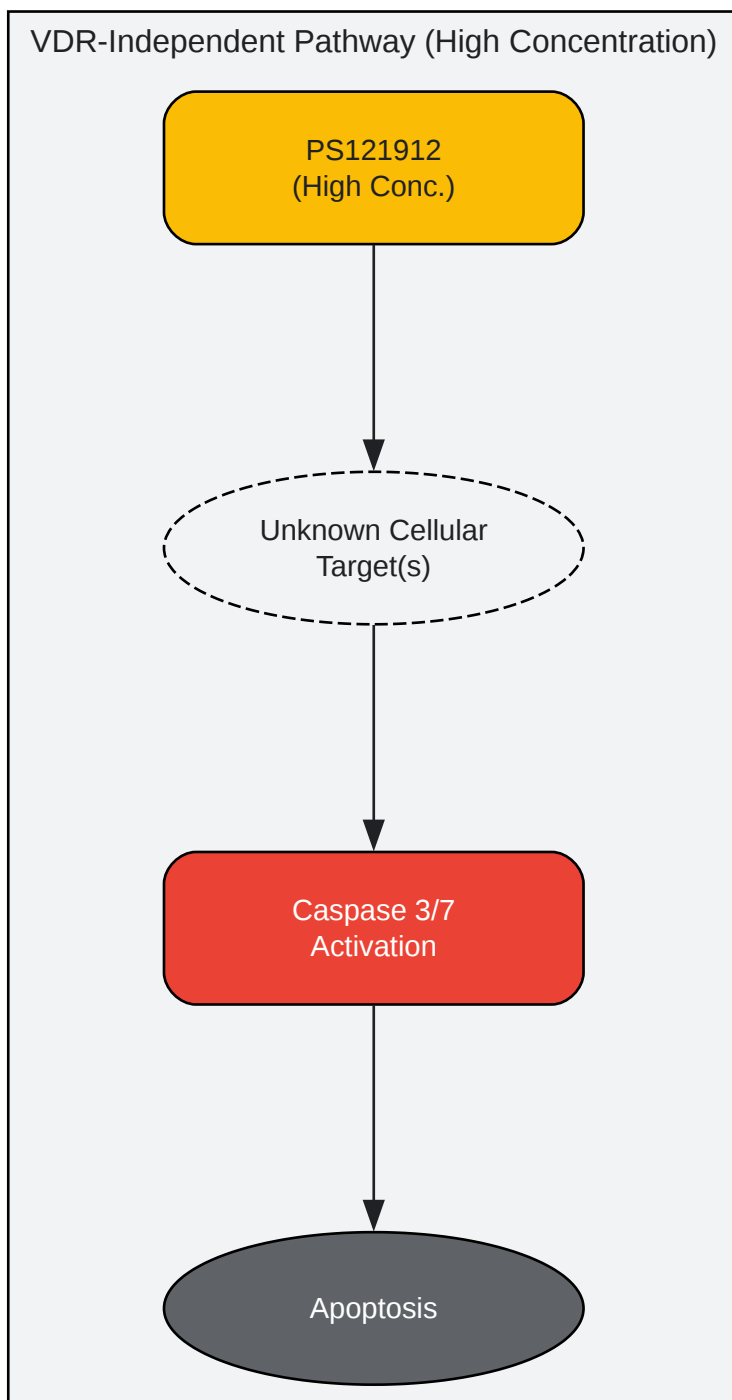 VDR-Independent Pathway (High Concentration)
PS121912
(High Conc.)
Unknown Cellular
Target(s)
Caspase 3/7
Activation
Apoptosis